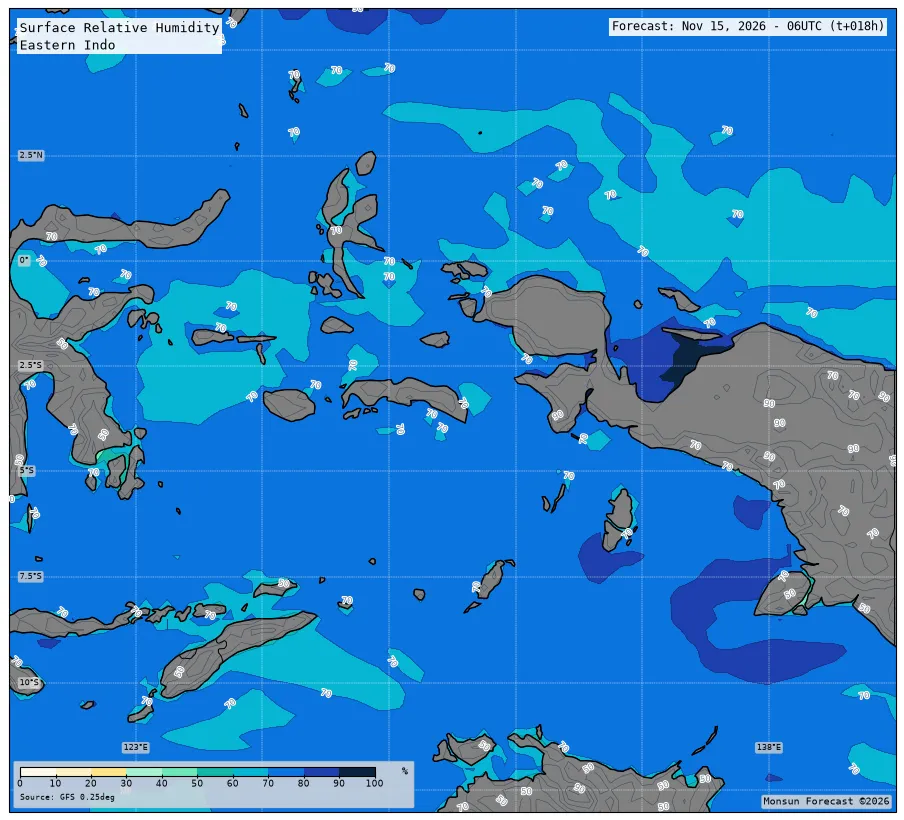 Surface Relative Humidity
Eastern Indo
Forecast: Nov 15, 2026 - 06UTC (t+018h)
2.5°N
0°
2.5°S
5°S
7.5°S
10°S
123°E
138°E
0 10 20 30 40 50 60 70 80 90 100 %
Source: GFS 0.25deg
Monsun Forecast ©2026